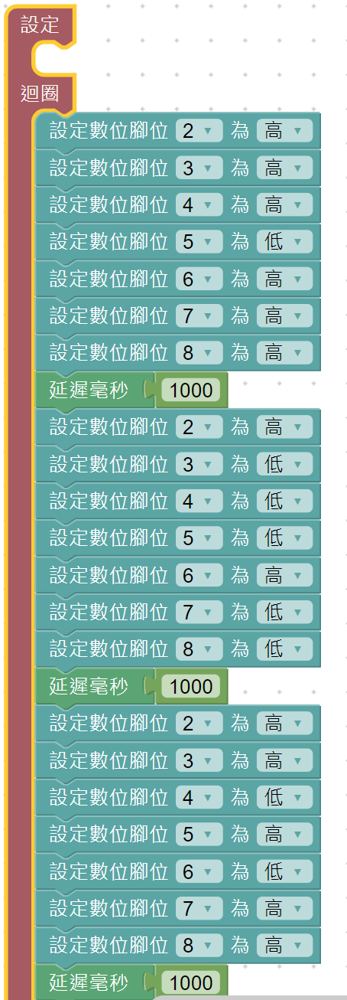 設定
迴圈
設定數位腳位 2 為 高
設定數位腳位 3 為 高
設定數位腳位 4 為 高
設定數位腳位 5 為 低
設定數位腳位 6 為 高
設定數位腳位 7 為 高
設定數位腳位 8 為 高
延遲毫秒 1000
設定數位腳位 2 為 高
設定數位腳位 3 為 低
設定數位腳位 4 為 低
設定數位腳位 5 為 低
設定數位腳位 6 為 高
設定數位腳位 7 為 低
設定數位腳位 8 為 低
延遲毫秒 1000
設定數位腳位 2 為 高
設定數位腳位 3 為 高
設定數位腳位 4 為 低
設定數位腳位 5 為 高
設定數位腳位 6 為 低
設定數位腳位 7 為 高
設定數位腳位 8 為 高
延遲毫秒 1000